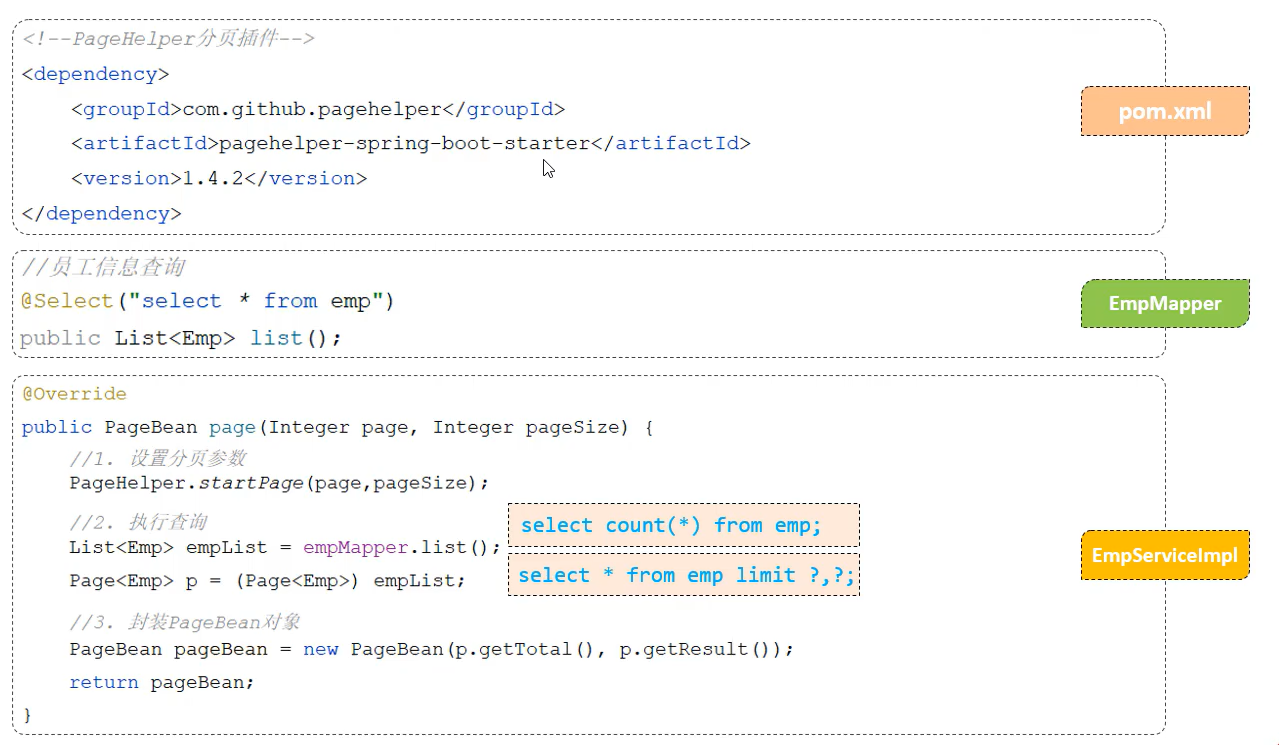 <!--PageHelper分页插件-->
<dependency>
    <groupId>com.github.pagehelper</groupId>
    <artifactId>pagehelper-spring-boot-starter</artifactId>
    <version>1.4.2</version>
</dependency>
pom.xml
//员工信息查询
@Select("select * from emp")
public List<Emp> list();
EmpMapper
@Override
public PageBean page(Integer page, Integer pageSize) {
    //1. 设置分页参数
    PageHelper.startPage(page,pageSize);
    //2. 执行查询
    List<Emp> empList = empMapper.list();
    select count(*) from emp;
    Page<Emp> p = (Page<Emp>) empList;
    select * from emp limit ?,?;
    //3. 封装PageBean对象
    PageBean pageBean = new PageBean(p.getTotal(), p.getResult());
    return pageBean;
}
EmpServiceImpl